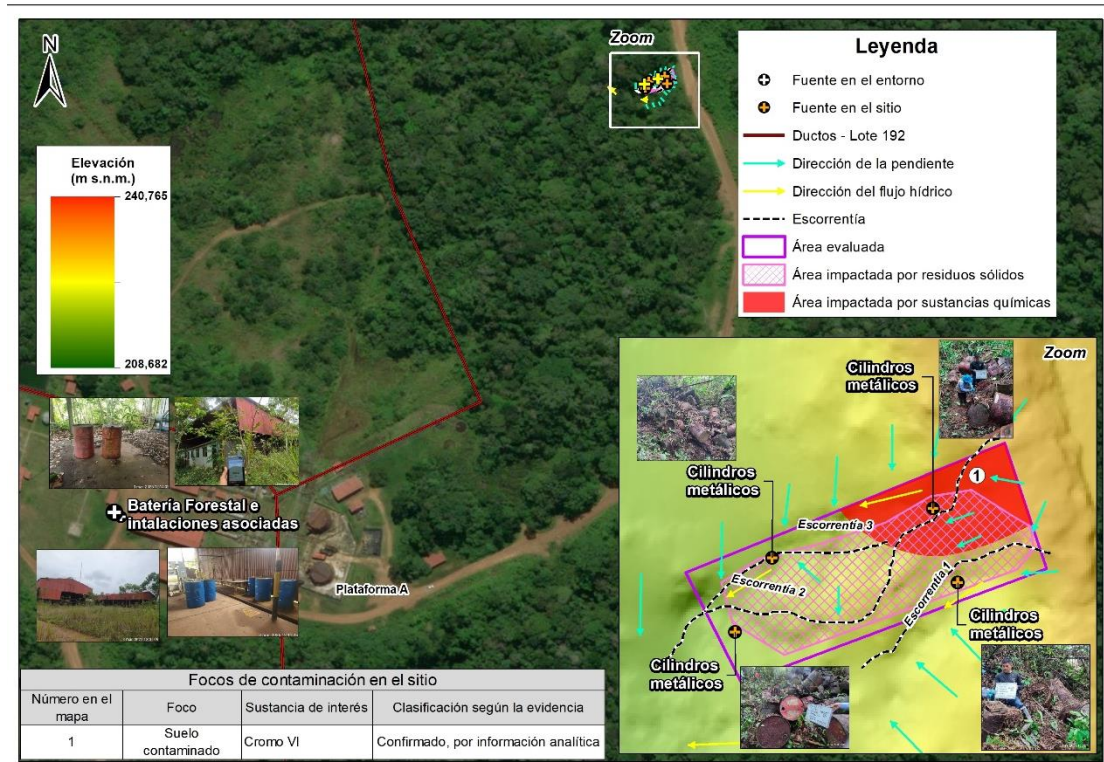 N
Zoom
Leyenda
Fuente en el entorno
Fuente en el sitio
Ductos - Lote 192
Dirección de la pendiente
Dirección del flujo hídrico
Escorrentía
Área evaluada
Área impactada por residuos sólidos
Área impactada por sustancias químicas
Elevación
(m s.n.m.)
240,765
208,682
Batería Forestal e
intalaciones asociadas
Plataforma A
Zoom
Cilindros
metálicos
Cilindros
metálicos
1
Escorrentía 3
Escorrentía 2
Escorrentía 1
Cilindros
metálicos
Cilindros
metálicos
Focos de contaminación en el sitio
Número en el
mapa
Foco
Sustancia de interés
Clasificación según la evidencia
1
Suelo
contaminado
Cromo VI
Confirmado, por información analítica